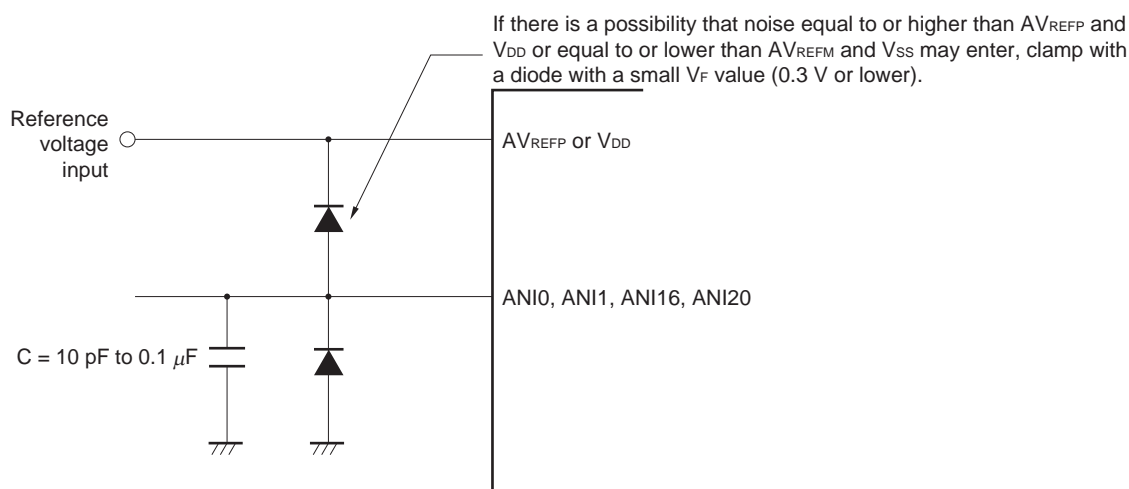 If there is a possibility that noise equal to or higher than AVREFP and
VDD or equal to or lower than AVREFM and VSS may enter, clamp with
a diode with a small VF value (0.3 V or lower).
Reference
voltage
input
AVREFP or VDD
ANI0, ANI1, ANI16, ANI20
C = 10 pF to 0.1 μF